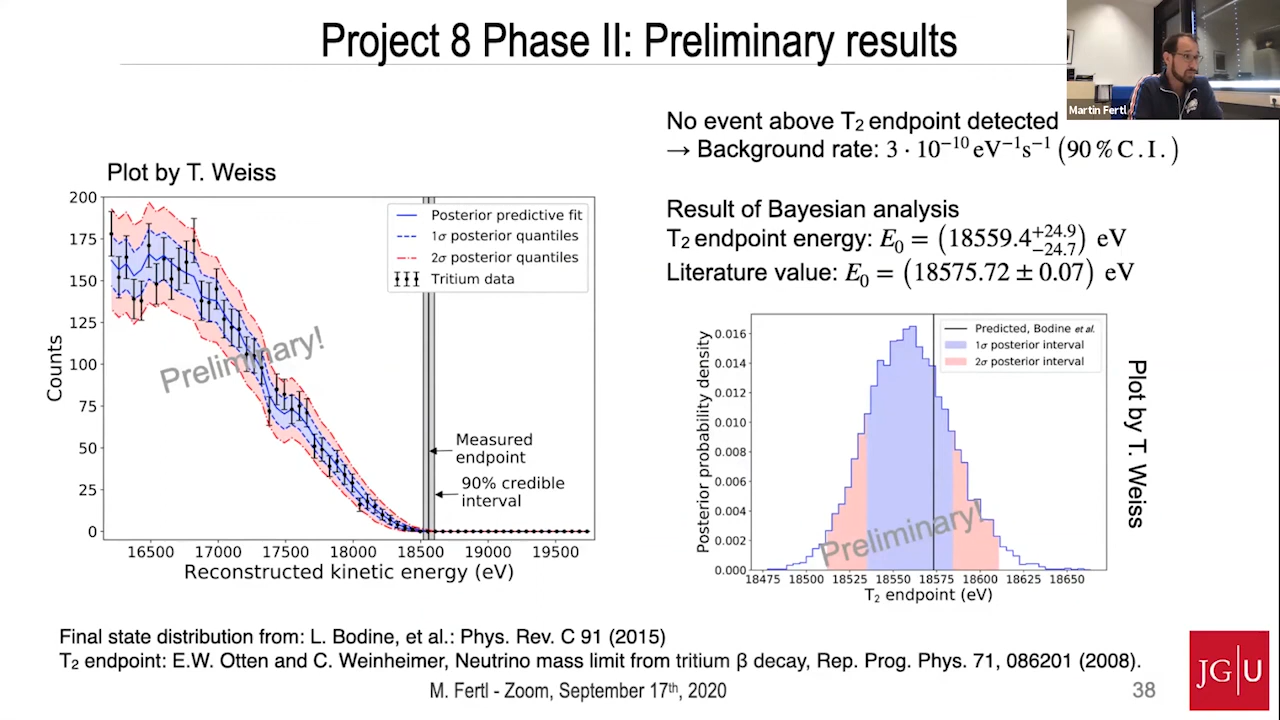 Project 8 Phase II: Preliminary results
Martin Fertl
No event above T₂ endpoint detected
→ Background rate: 3 · 10⁻¹⁰ eV⁻¹s⁻¹ (90 % C . I . )
Plot by T. Weiss
Result of Bayesian analysis
T₂ endpoint energy: E₀ = (18559.4 +24.9 −24.7) eV
Literature value: E₀ = (18575.72 ± 0.07) eV
200
175
150
125
100
75
50
25
0
Counts
Posterior predictive fit
1σ posterior quantiles
2σ posterior quantiles
Tritium data
Preliminary!
Measured
endpoint
90% credible
interval
16500 17000 17500 18000 18500 19000 19500
Reconstructed kinetic energy (eV)
0.016
0.014
0.012
0.010
0.008
0.006
0.004
0.002
0.000
Posterior probability density
Predicted, Bodine et al.
1σ posterior interval
2σ posterior interval
Preliminary!
18475 18500 18525 18550 18575 18600 18625 18650
T₂ endpoint (eV)
Plot by T. Weiss
Final state distribution from: L. Bodine, et al.: Phys. Rev. C 91 (2015)
T₂ endpoint: E.W. Otten and C. Weinheimer, Neutrino mass limit from tritium β decay, Rep. Prog. Phys. 71, 086201 (2008).
M. Fertl - Zoom, September 17th, 2020
38
JG|U